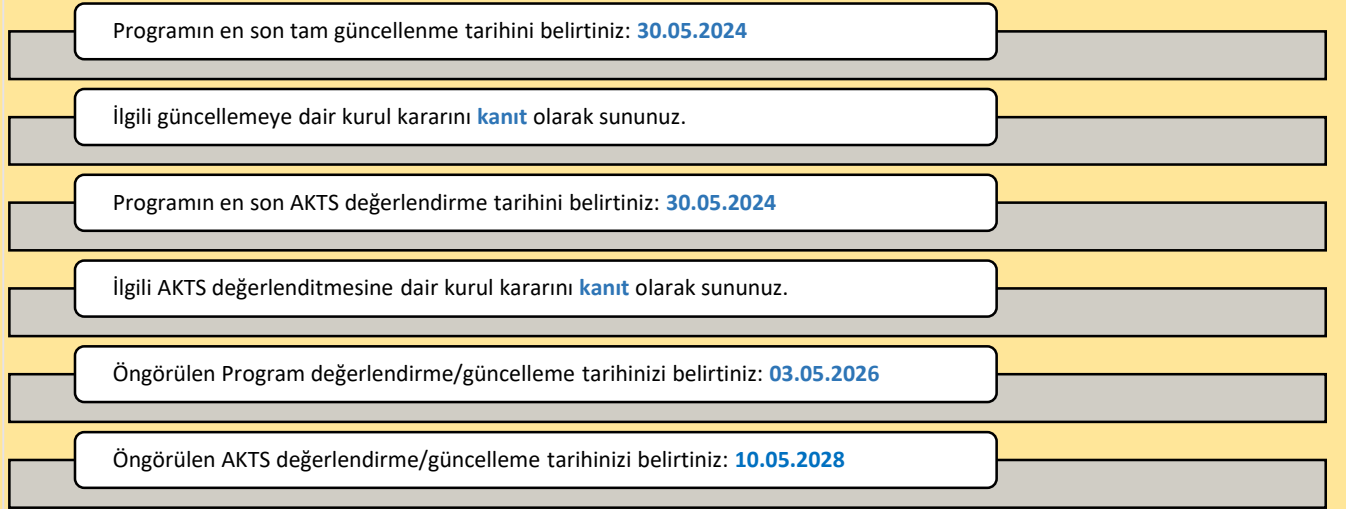 Programın en son tam güncellenme tarihini belirtiniz: 30.05.2024
İlgili güncellemeye dair kurul kararını kanıt olarak sununuz.
Programın en son AKTS değerlendirme tarihini belirtiniz: 30.05.2024
İlgili AKTS değerlenditmesine dair kurul kararını kanıt olarak sununuz.
Öngörülen Program değerlendirme/güncelleme tarihinizi belirtiniz: 03.05.2026
Öngörülen AKTS değerlendirme/güncelleme tarihinizi belirtiniz: 10.05.2028